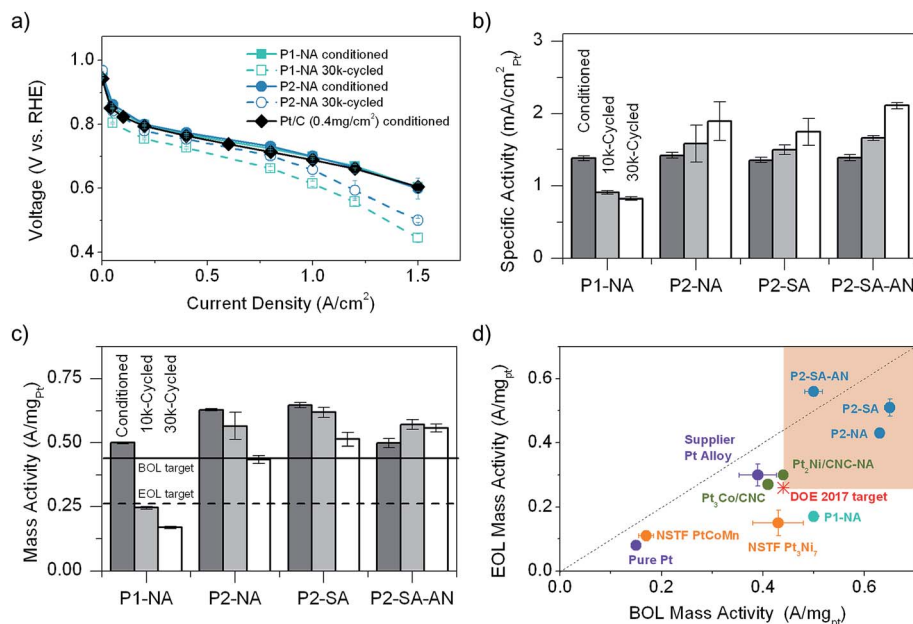 a)
1.0
0.8
0.6
0.4
Voltage (V vs. RHE)
P1-NA conditioned
P1-NA 30k-cycled
P2-NA conditioned
P2-NA 30k-cycled
Pt/C (0.4mg/cm²) conditioned
0.0 0.5 1.0 1.5
Current Density (A/cm²)
b)
3
2
1
0
Specific Activity (mA/cm²Pt)
Conditioned
10k-Cycled
30k-Cycled
P1-NA P2-NA P2-SA P2-SA-AN
c)
0.75
0.50
0.25
0.00
Mass Activity (A/mgPt)
Conditioned
10k-Cycled
30k-Cycled
BOL target
EOL target
P1-NA P2-NA P2-SA P2-SA-AN
d)
0.6
0.4
0.2
0.0
EOL Mass Activity (A/mgpt)
P2-SA-AN
P2-SA
P2-NA
Supplier
Pt Alloy
Pt2Ni/CNC-NA
Pt3Co/CNC
DOE 2017 target
P1-NA
NSTF PtCoMn
NSTF Pt3Ni7
Pure Pt
0.0 0.2 0.4 0.6
BOL Mass Activity (A/mgpt)